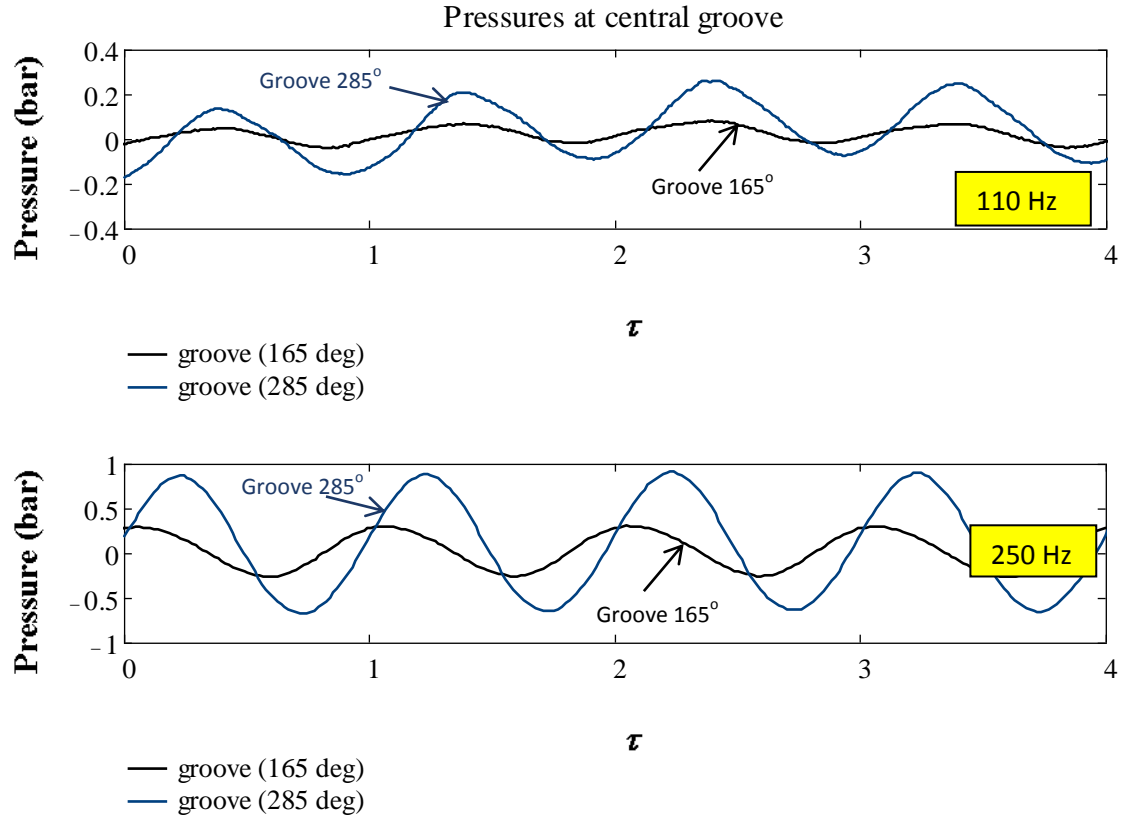 Pressures at central groove
Pressure (bar)
0.4
0.2
0
−0.2
−0.4
Groove 285°
Groove 165°
110 Hz
0 1 2 3 4
τ
groove (165 deg)
groove (285 deg)
Pressure (bar)
1
0.5
0
−0.5
−1
Groove 285°
Groove 165°
250 Hz
0 1 2 3 4
τ
groove (165 deg)
groove (285 deg)